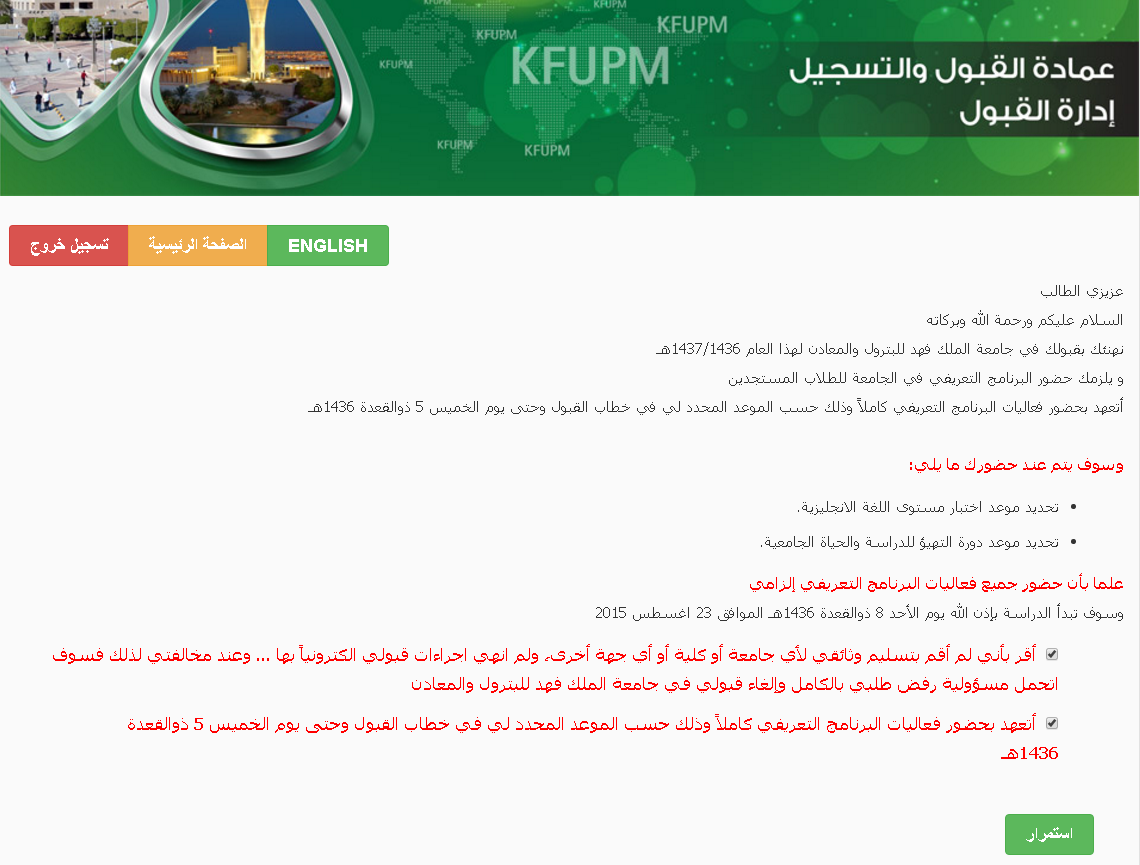 KFUPM
KFUPM
KFUPM
KFUPM
KFUPM
KFUPM
KFUPM
KFUPM
عمادة القبول والتسجيل
إدارة القبول
ENGLISH
الصفحة الرئيسية
تسجيل خروج
عزيزي الطالب
السلام عليكم ورحمة الله وبركاته
نهنئك بقبولك في جامعة الملك فهد للبترول والمعادن لهذا العام 1437/1436هـ
و يلزمك حضور البرنامج التعريفي في الجامعة للطلاب المستجدين
أتعهد بحضور فعاليات البرنامج التعريفي كاملاً وذلك حسب الموعد المحدد لي في خطاب القبول وحتى يوم الخميس 5 ذوالقعدة 1436هـ
وسوف يتم عند حضورك ما يلي:
تحديد موعد اختبار مستوى اللغة الانجليزية.
تحديد موعد دورة التهيؤ للدراسة والحياة الجامعية.
علما بأن حضور جميع فعاليات البرنامج التعريفي إلزامي
وسوف تبدأ الدراسة بإذن الله يوم الأحد 8 ذوالقعدة 1436هـ الموافق 23 اغسطس 2015
أقر بأني لم أقم بتسليم وثائقي لأي جامعة أو كلية أو أي جهة أخرى، ولم انهي اجراءات قبولي الكترونياً بها ... وعند مخالفتي لذلك فسوف
اتحمل مسؤولية رفض طلبي بالكامل وإلغاء قبولي في جامعة الملك فهد للبترول والمعادن
أتعهد بحضور فعاليات البرنامج التعريفي كاملاً وذلك حسب الموعد المحدد لي في خطاب القبول وحتى يوم الخميس 5 ذوالقعدة
1436هـ
استمرار